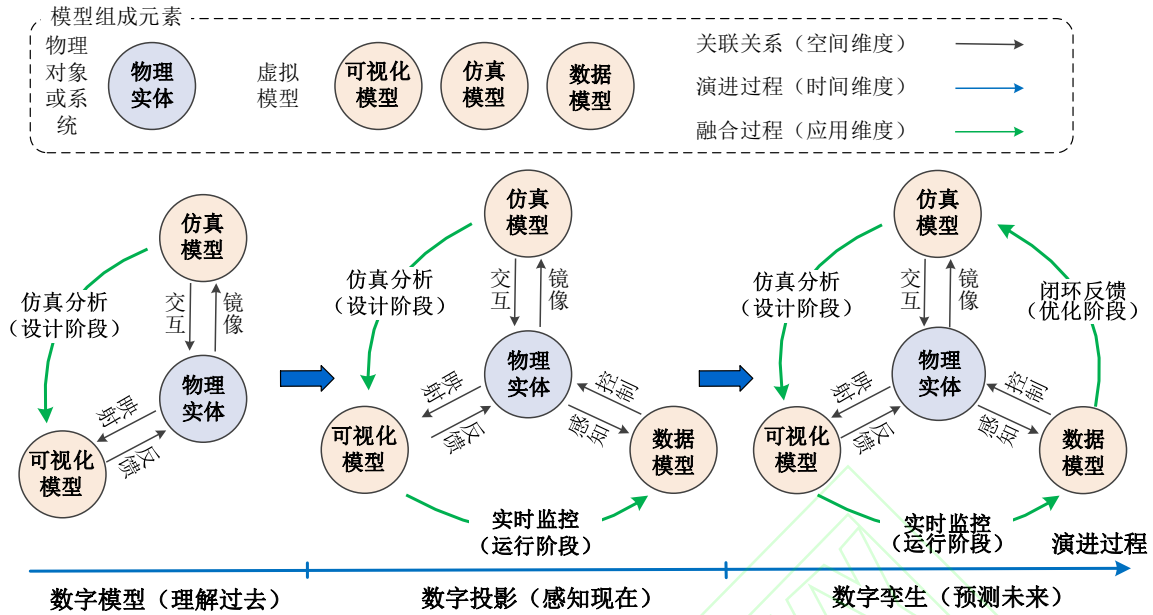 模型组成元素
物理
对象
或系
统
物理
实体
虚拟
模型
可视化
模型
仿真
模型
数据
模型
关联关系（空间维度）
演进过程（时间维度）
融合过程（应用维度）
仿真
模型
仿真分析
（设计阶段）
交互
镜像
物理
实体
映射
反馈
可视化
模型
仿真
模型
仿真分析
（设计阶段）
交互
镜像
物理
实体
映射
反馈
控制
感知
可视化
模型
数据
模型
实时监控
（运行阶段）
仿真
模型
仿真分析
（设计阶段）
交互
镜像
闭环反馈
（优化阶段）
物理
实体
映射
反馈
控制
感知
可视化
模型
数据
模型
实时监控
（运行阶段）
演进过程
数字模型（理解过去）
数字投影（感知现在）
数字孪生（预测未来）